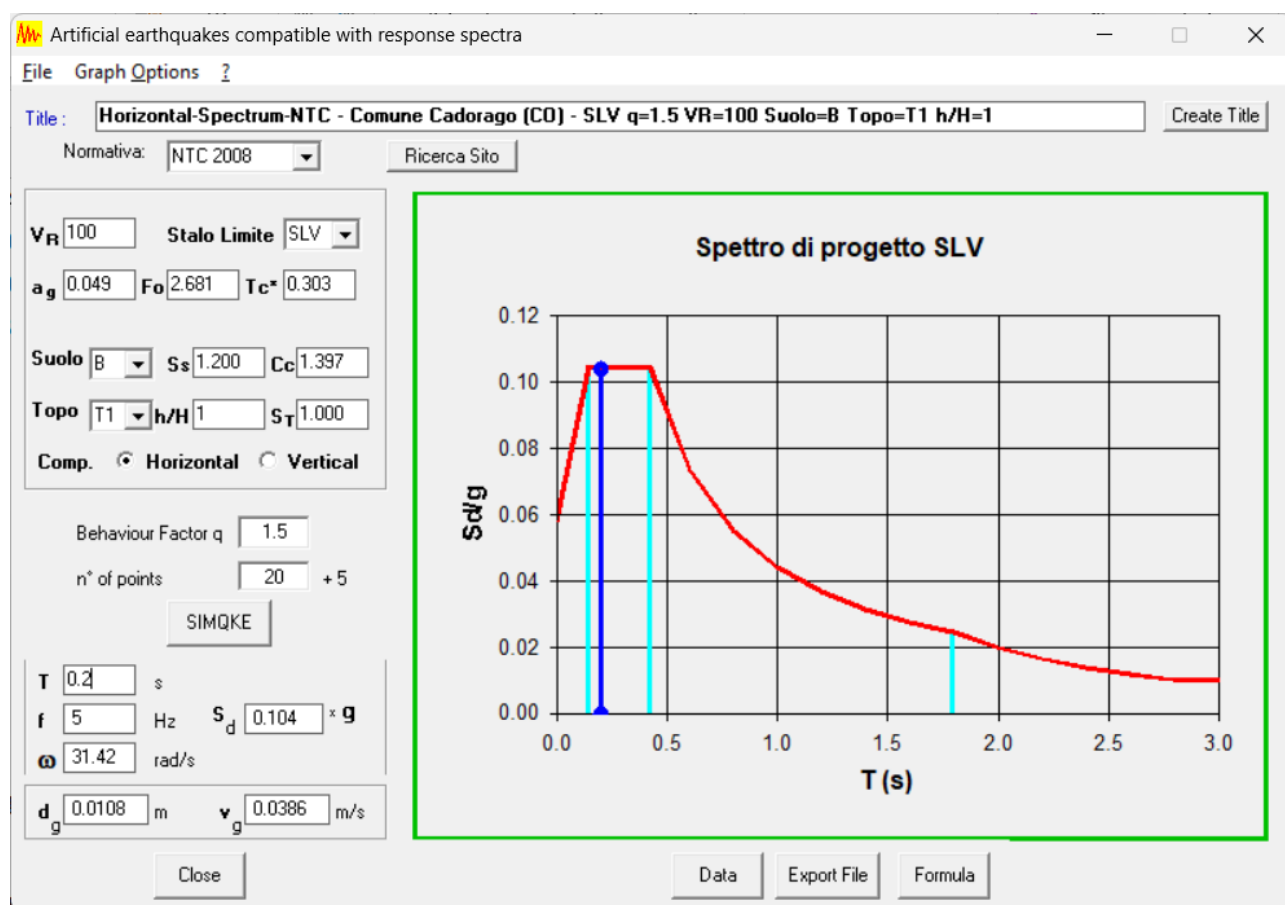 Artificial earthquakes compatible with response spectra
File Graph Options ?
Title : Horizontal-Spectrum-NTC - Comune Cadorago (CO) - SLV q=1.5 VR=100 Suolo=B Topo=T1 h/H=1 Create Title
Normativa: NTC 2008 Ricerca Sito
VR 100 Stalo Limite SLV
ag 0.049 Fo 2.681 Tc* 0.303
Suolo B Ss 1.200 Cc 1.397
Topo T1 h/H 1 ST 1.000
Comp. Horizontal Vertical
Behaviour Factor q 1.5
n° of points 20 + 5
SIMQKE
T 0.2 s
f 5 Hz Sd 0.104 × g
ω 31.42 rad/s
dg 0.0108 m vg 0.0386 m/s
Close
Spettro di progetto SLV
0.12
0.10
0.08
0.06
0.04
0.02
0.00
Sd/g
0.0 0.5 1.0 1.5 2.0 2.5 3.0
T (s)
Data Export File Formula